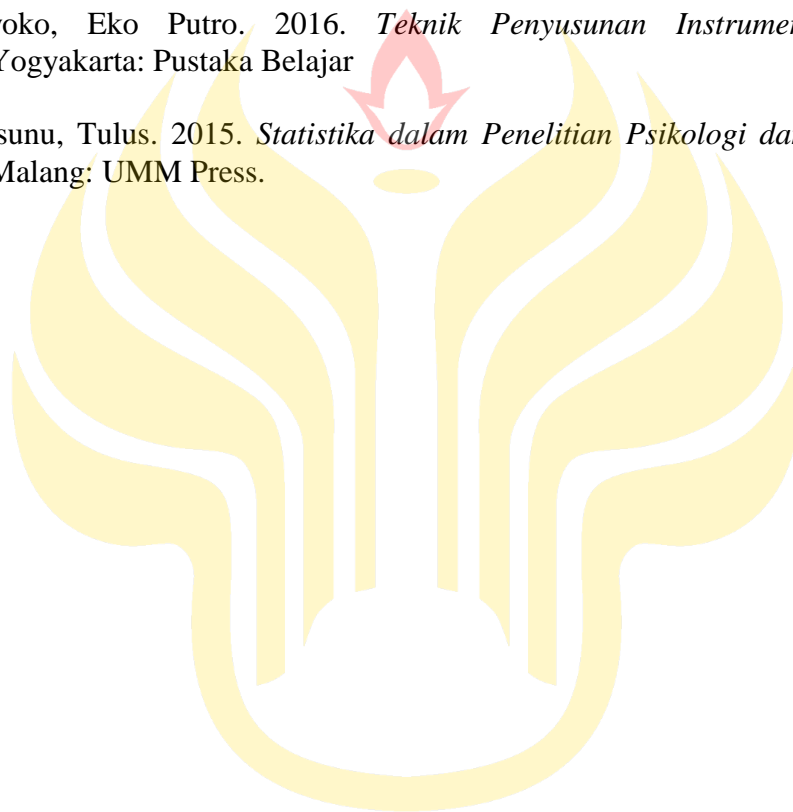 yoko, Eko Putro. 2016. Teknik Penyusunan Instrumen
Yogyakarta: Pustaka Belajar
sunu, Tulus. 2015. Statistika dalam Penelitian Psikologi dan
Malang: UMM Press.